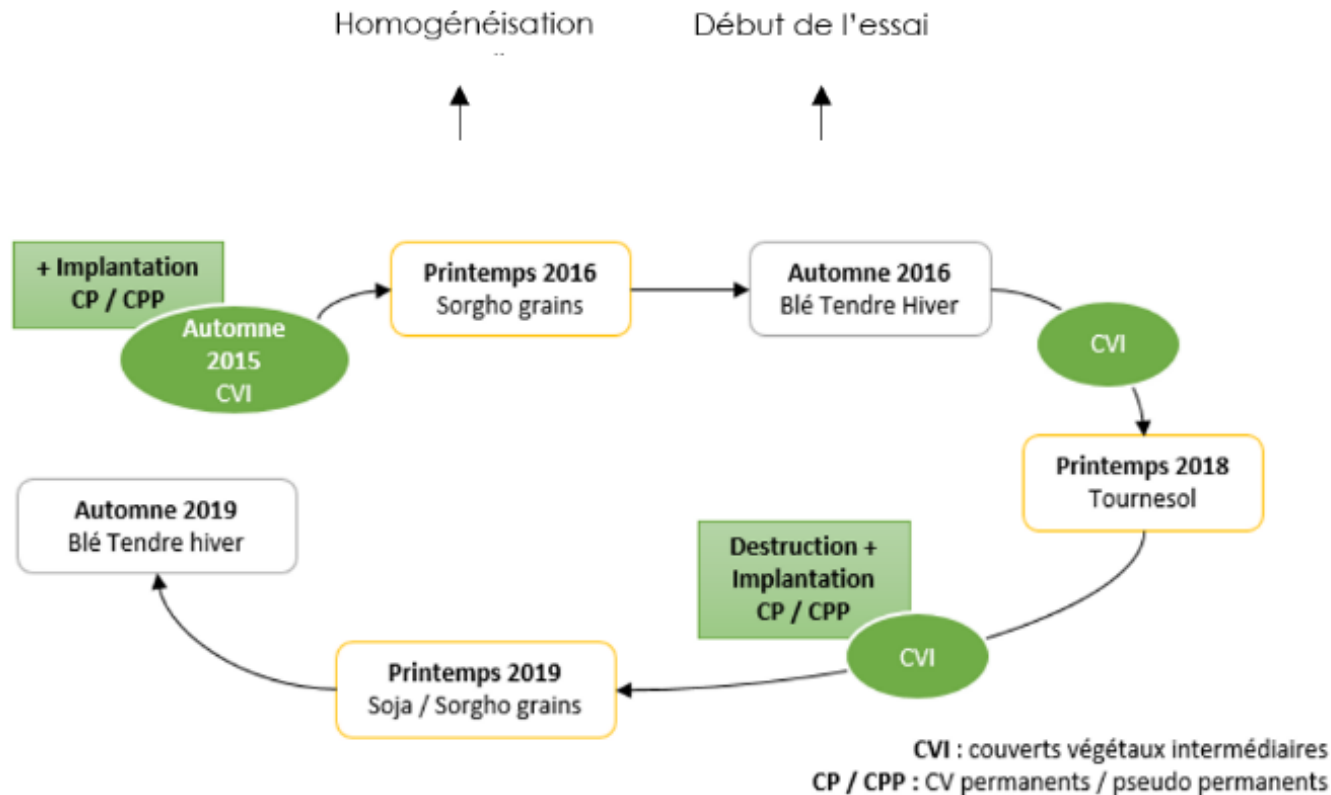 Homogénéisation
Début de l'essai
+ Implantation
CP / CPP
Automne
2015
CVI
Printemps 2016
Sorgho grains
Automne 2016
Blé Tendre Hiver
CVI
Printemps 2018
Tournesol
Destruction +
Implantation
CP / CPP
CVI
Printemps 2019
Soja / Sorgho grains
Automne 2019
Blé Tendre hiver
CVI : couverts végétaux intermédiaires
CP / CPP : CV permanents / pseudo permanents